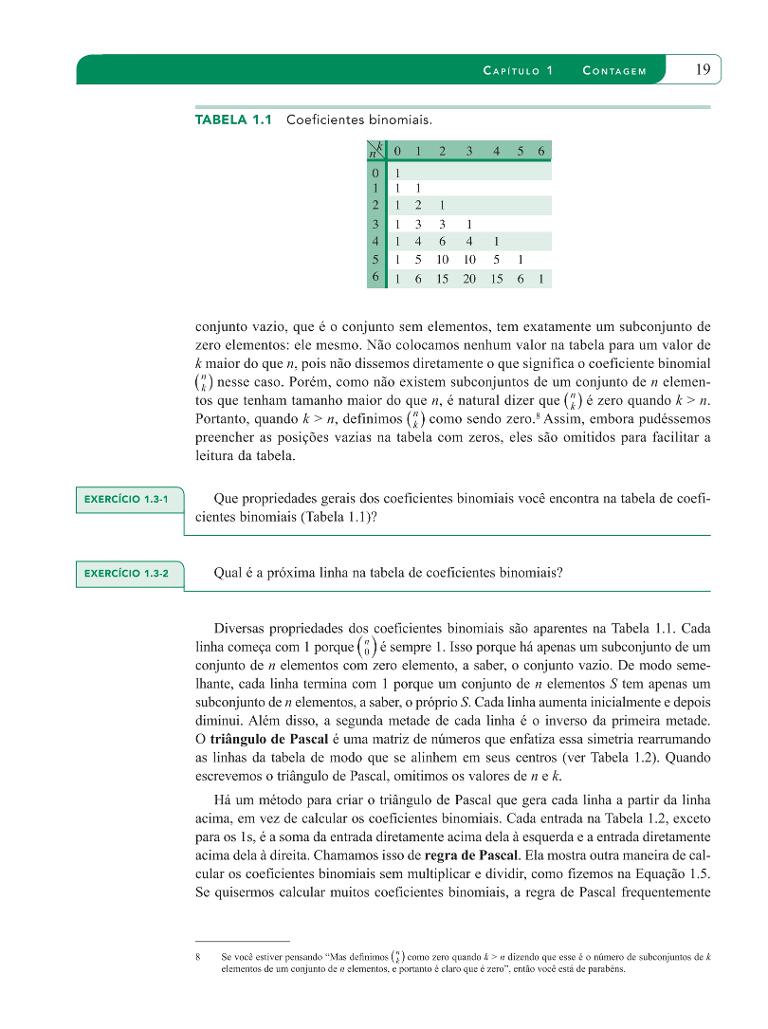 CAPÍTULO 1 CONTAGEM 19
TABELA 1.1 Coeficientes binomiais.
n k 0 1 2 3 4 5 6
0 1
1 1 1
2 1 2 1
3 1 3 3 1
4 1 4 6 4 1
5 1 5 10 10 5 1
6 1 6 15 20 15 6 1
conjunto vazio, que é o conjunto sem elementos, tem exatamente um subconjunto de
zero elementos: ele mesmo. Não colocamos nenhum valor na tabela para um valor de
k maior do que n, pois não dissemos diretamente o que significa o coeficiente binomial
(n k) nesse caso. Porém, como não existem subconjuntos de um conjunto de n elemen-
tos que tenham tamanho maior do que n, é natural dizer que (n k) é zero quando k > n.
Portanto, quando k > n, definimos (n k) como sendo zero.8 Assim, embora pudéssemos
preencher as posições vazias na tabela com zeros, eles são omitidos para facilitar a
leitura da tabela.
EXERCÍCIO 1.3-1 Que propriedades gerais dos coeficientes binomiais você encontra na tabela de coefi-
cientes binomiais (Tabela 1.1)?
EXERCÍCIO 1.3-2 Qual é a próxima linha na tabela de coeficientes binomiais?
Diversas propriedades dos coeficientes binomiais são aparentes na Tabela 1.1. Cada
linha começa com 1 porque (n 0) é sempre 1. Isso porque há apenas um subconjunto de um
conjunto de n elementos com zero elemento, a saber, o conjunto vazio. De modo seme-
lhante, cada linha termina com 1 porque um conjunto de n elementos S tem apenas um
subconjunto de n elementos, a saber, o próprio S. Cada linha aumenta inicialmente e depois
diminui. Além disso, a segunda metade de cada linha é o inverso da primeira metade.
O triângulo de Pascal é uma matriz de números que enfatiza essa simetria rearrumando
as linhas da tabela de modo que se alinhem em seus centros (ver Tabela 1.2). Quando
escrevemos o triângulo de Pascal, omitimos os valores de n e k.
Há um método para criar o triângulo de Pascal que gera cada linha a partir da linha
acima, em vez de calcular os coeficientes binomiais. Cada entrada na Tabela 1.2, exceto
para os 1s, é a soma da entrada diretamente acima dela à esquerda e a entrada diretamente
acima dela à direita. Chamamos isso de regra de Pascal. Ela mostra outra maneira de cal-
cular os coeficientes binomiais sem multiplicar e dividir, como fizemos na Equação 1.5.
Se quisermos calcular muitos coeficientes binomiais, a regra de Pascal frequentemente
8 Se você estiver pensando “Mas definimos (n k) como zero quando k > n dizendo que esse é o número de subconjuntos de k
elementos de um conjunto de n elementos, e portanto é claro que é zero”, então você está de parabéns.